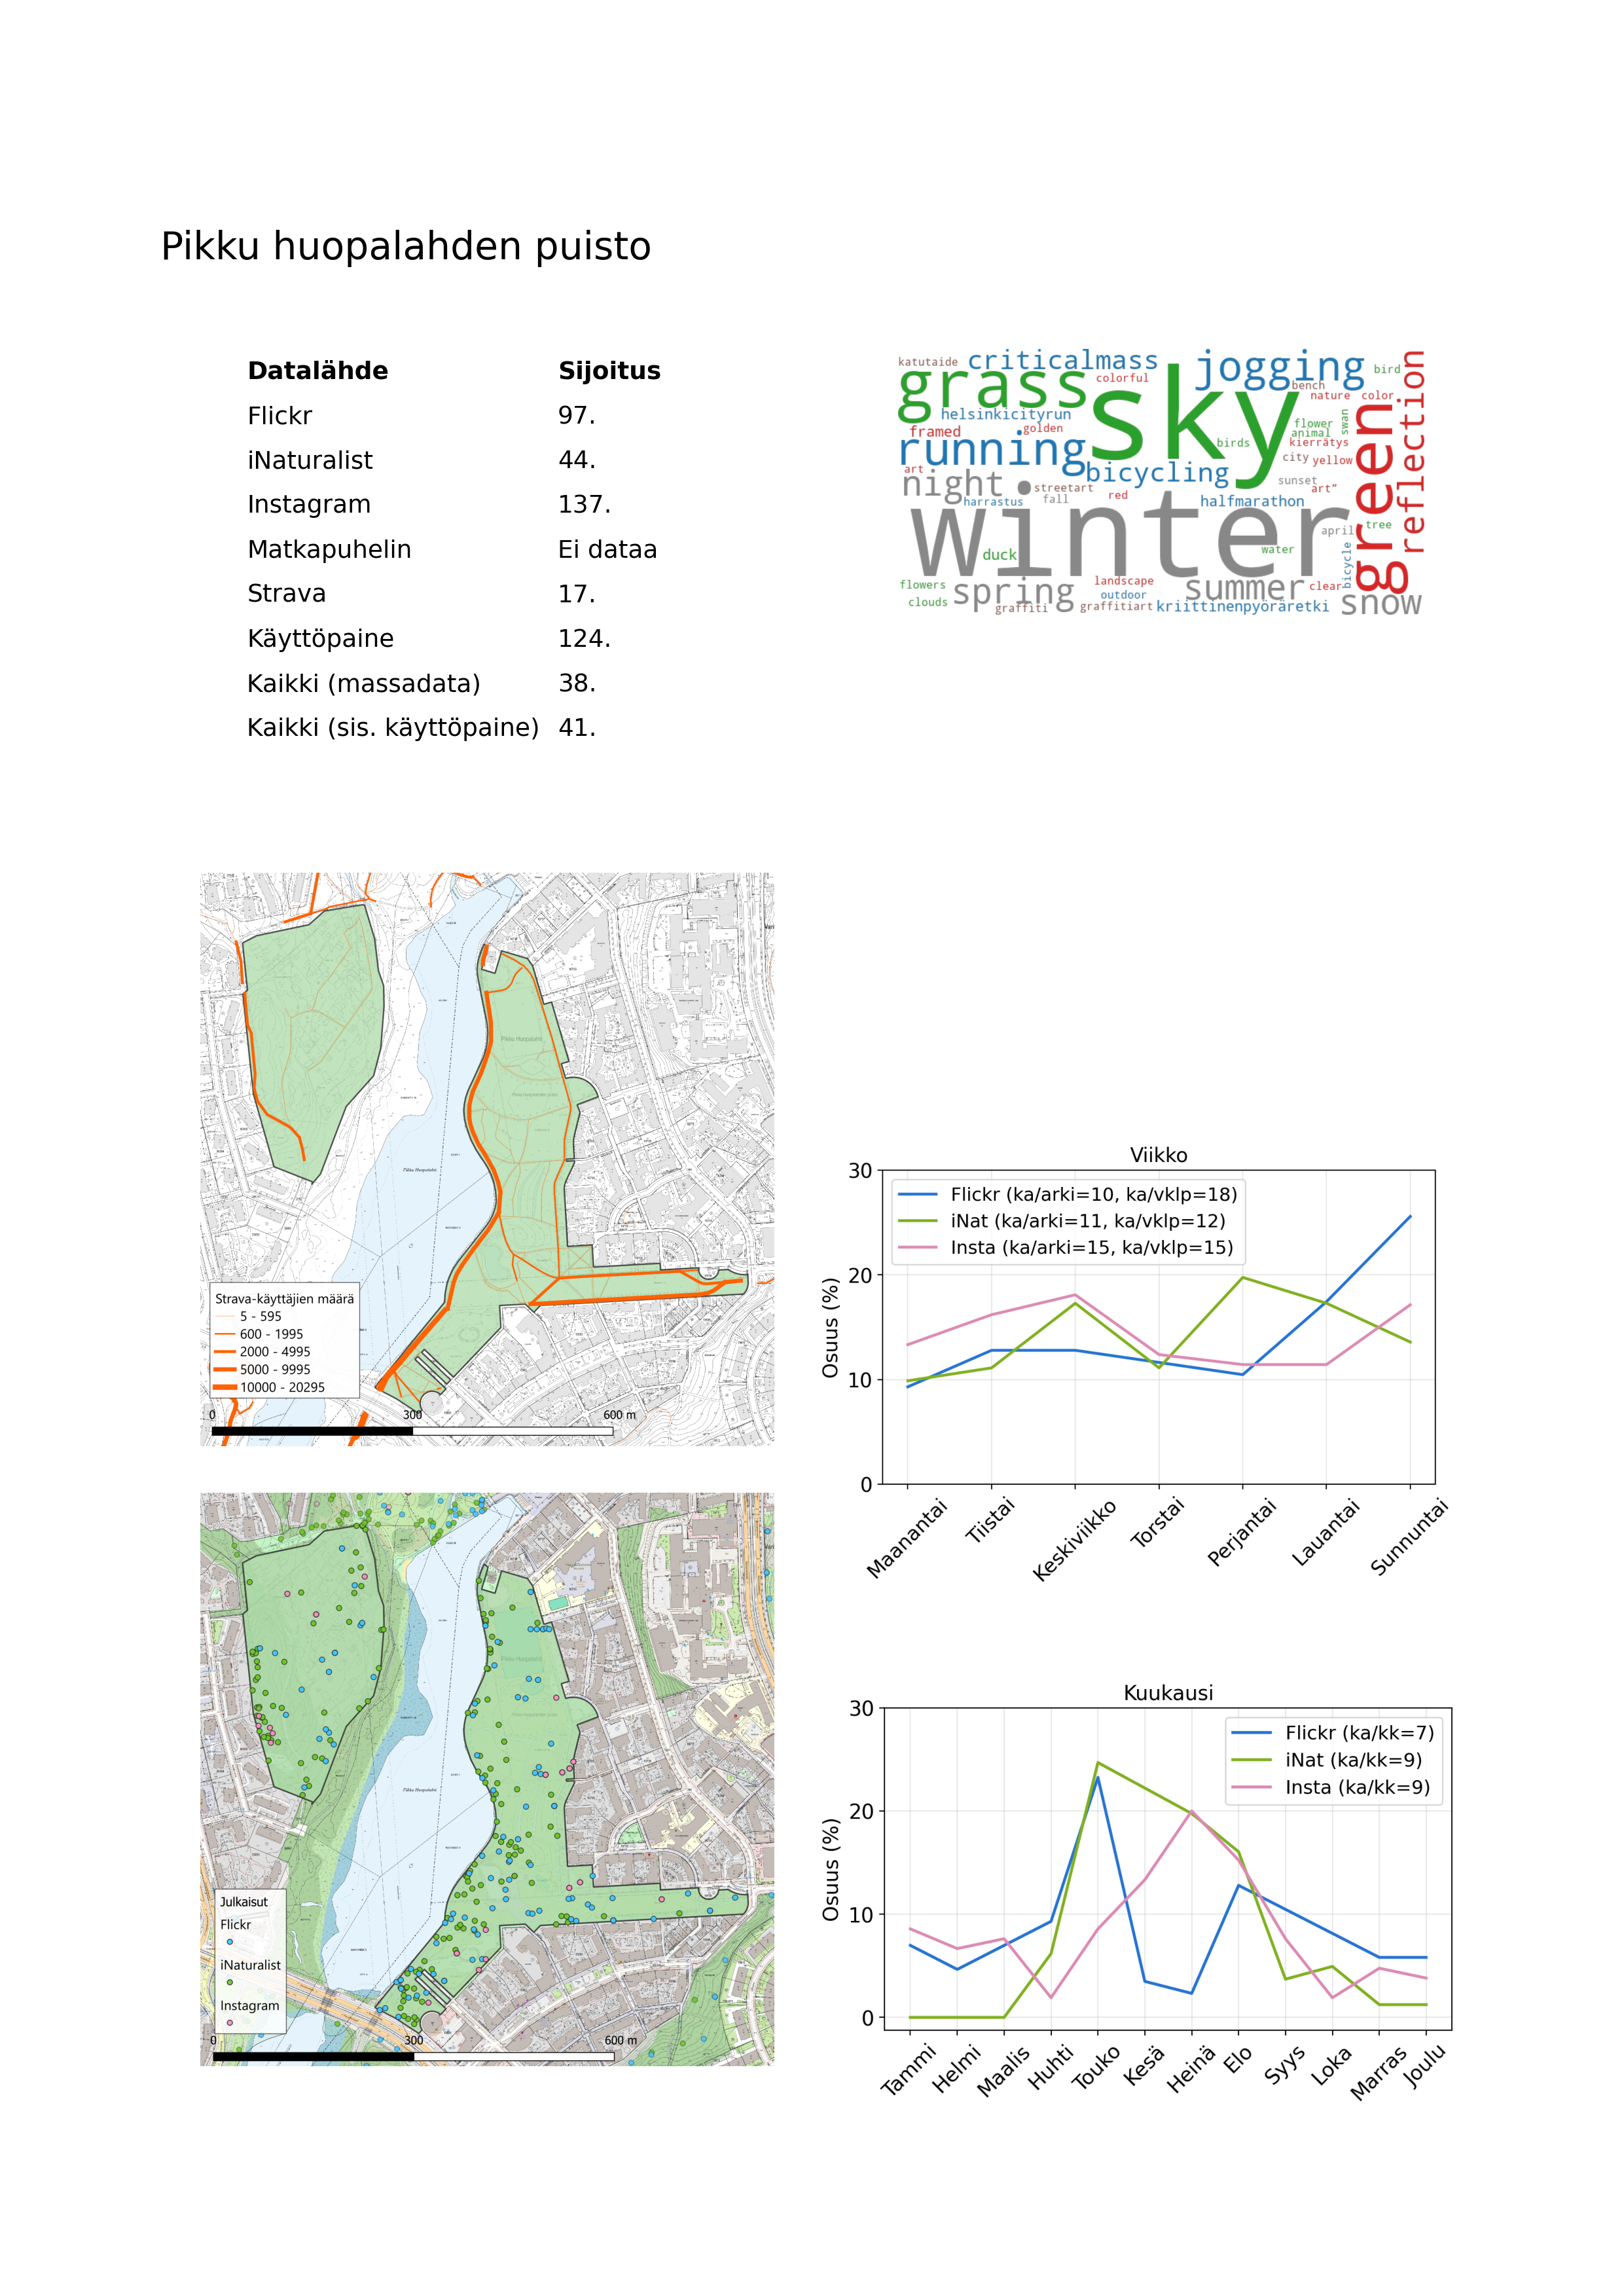 Pikku huopalahden puisto
Datalähde Sijoitus
Flickr 97.
iNaturalist 44.
Instagram 137.
Matkapuhelin Ei dataa
Strava 17.
Käyttöpaine 124.
Kaikki (massadata) 38.
Kaikki (sis. käyttöpaine) 41.
katutaide criticalmass jogging bird
grass colorful sky bench
nature color
helsinkicityrun flower swan
framed golden animal
running birds kierrätys
city yellow
art bicycling green reflection
night streetart sunset
harrastus fall red halfmarathon art"
winter april tree
duck water bicycle
flowers spring landscape summer clear
clouds outdoor snow
graffiti graffitiart kriittinenpyöräretki
Pikku Huopalahti
Pikku Huopalahti
Strava-käyttäjien määrä
5 - 595
600 - 1995
2000 - 4995
5000 - 9995
10000 - 20295
0 300 600 m
Viikko
Flickr (ka/arki=10, ka/vklp=18)
iNat (ka/arki=11, ka/vklp=12)
Insta (ka/arki=15, ka/vklp=15)
Osuus (%)
30
20
10
0
Maanantai Tiistai Keskiviikko Torstai Perjantai Lauantai Sunnuntai
Pikku Huopalahti
Pikku Huopalahti
Julkaisut
Flickr
iNaturalist
Instagram
0 300 600 m
Kuukausi
Flickr (ka/kk=7)
iNat (ka/kk=9)
Insta (ka/kk=9)
Osuus (%)
30
20
10
0
Tammi Helmi Maalis Huhti Touko Kesä Heinä Elo Syys Loka Marras Joulu